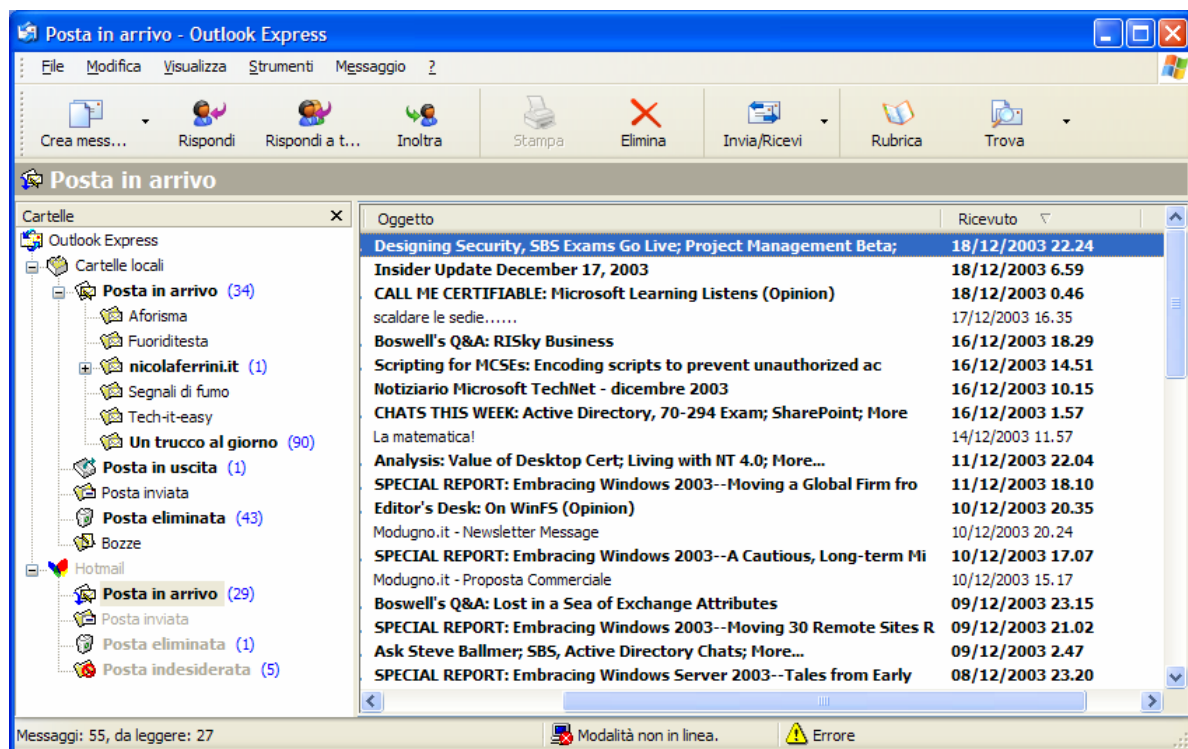 Posta in arrivo - Outlook Express
File Modifica Visualizza Strumenti Messaggio ?
Crea mess... Rispondi Rispondi a t... Inoltra Stampa Elimina Invia/Ricevi Rubrica Trova
Posta in arrivo
Cartelle
Outlook Express
Cartelle locali
Posta in arrivo (34)
Aforisma
Fuoriditesta
nicolaferrini.it (1)
Segnali di fumo
Tech-it-easy
Un trucco al giorno (90)
Posta in uscita (1)
Posta inviata
Posta eliminata (43)
Bozze
Hotmail
Posta in arrivo (29)
Posta inviata
Posta eliminata (1)
Posta indesiderata (5)
Oggetto Ricevuto
Designing Security, SBS Exams Go Live; Project Management Beta; 18/12/2003 22.24
Insider Update December 17, 2003 18/12/2003 6.59
CALL ME CERTIFIABLE: Microsoft Learning Listens (Opinion) 18/12/2003 0.46
scaldare le sedie...... 17/12/2003 16.35
Boswell's Q&A: RISky Business 16/12/2003 18.29
Scripting for MCSEs: Encoding scripts to prevent unauthorized ac 16/12/2003 14.51
Notiziario Microsoft TechNet - dicembre 2003 16/12/2003 10.15
CHATS THIS WEEK: Active Directory, 70-294 Exam; SharePoint; More 16/12/2003 1.57
La matematica! 14/12/2003 11.57
Analysis: Value of Desktop Cert; Living with NT 4.0; More... 11/12/2003 22.04
SPECIAL REPORT: Embracing Windows 2003--Moving a Global Firm fro 11/12/2003 18.10
Editor's Desk: On WinFS (Opinion) 10/12/2003 20.35
Modugno.it - Newsletter Message 10/12/2003 20.24
SPECIAL REPORT: Embracing Windows 2003--A Cautious, Long-term Mi 10/12/2003 17.07
Modugno.it - Proposta Commerciale 10/12/2003 15.17
Boswell's Q&A: Lost in a Sea of Exchange Attributes 09/12/2003 23.15
SPECIAL REPORT: Embracing Windows 2003--Moving 30 Remote Sites R 09/12/2003 21.02
Ask Steve Ballmer; SBS, Active Directory Chats; More... 09/12/2003 2.47
SPECIAL REPORT: Embracing Windows Server 2003--Tales from Early 08/12/2003 23.20
Messaggi: 55, da leggere: 27 Modalità non in linea. Errore